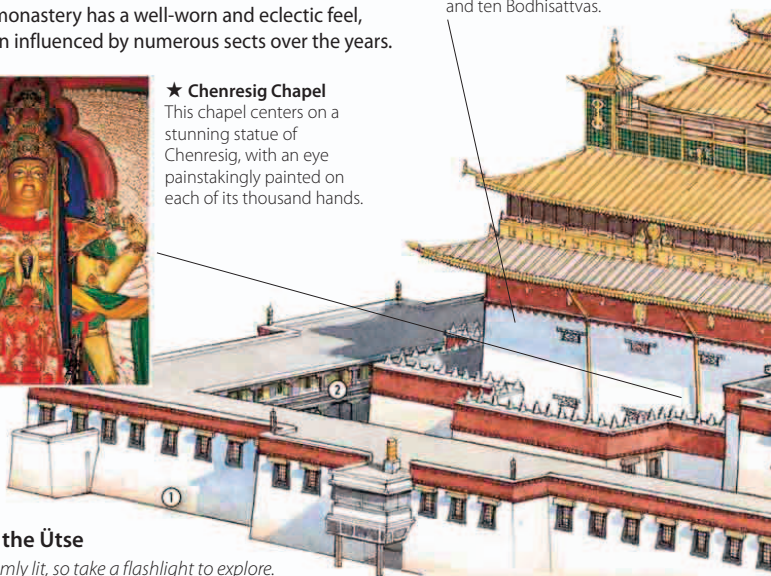 monastery has a well-worn and eclectic feel,
n influenced by numerous sects over the years.
and ten Bodhisattvas.
★ Chenresig Chapel
This chapel centers on a
stunning statue of
Chenresig, with an eye
painstakingly painted on
each of its thousand hands.
2
1
the Ütse
mly lit, so take a flashlight to explore.